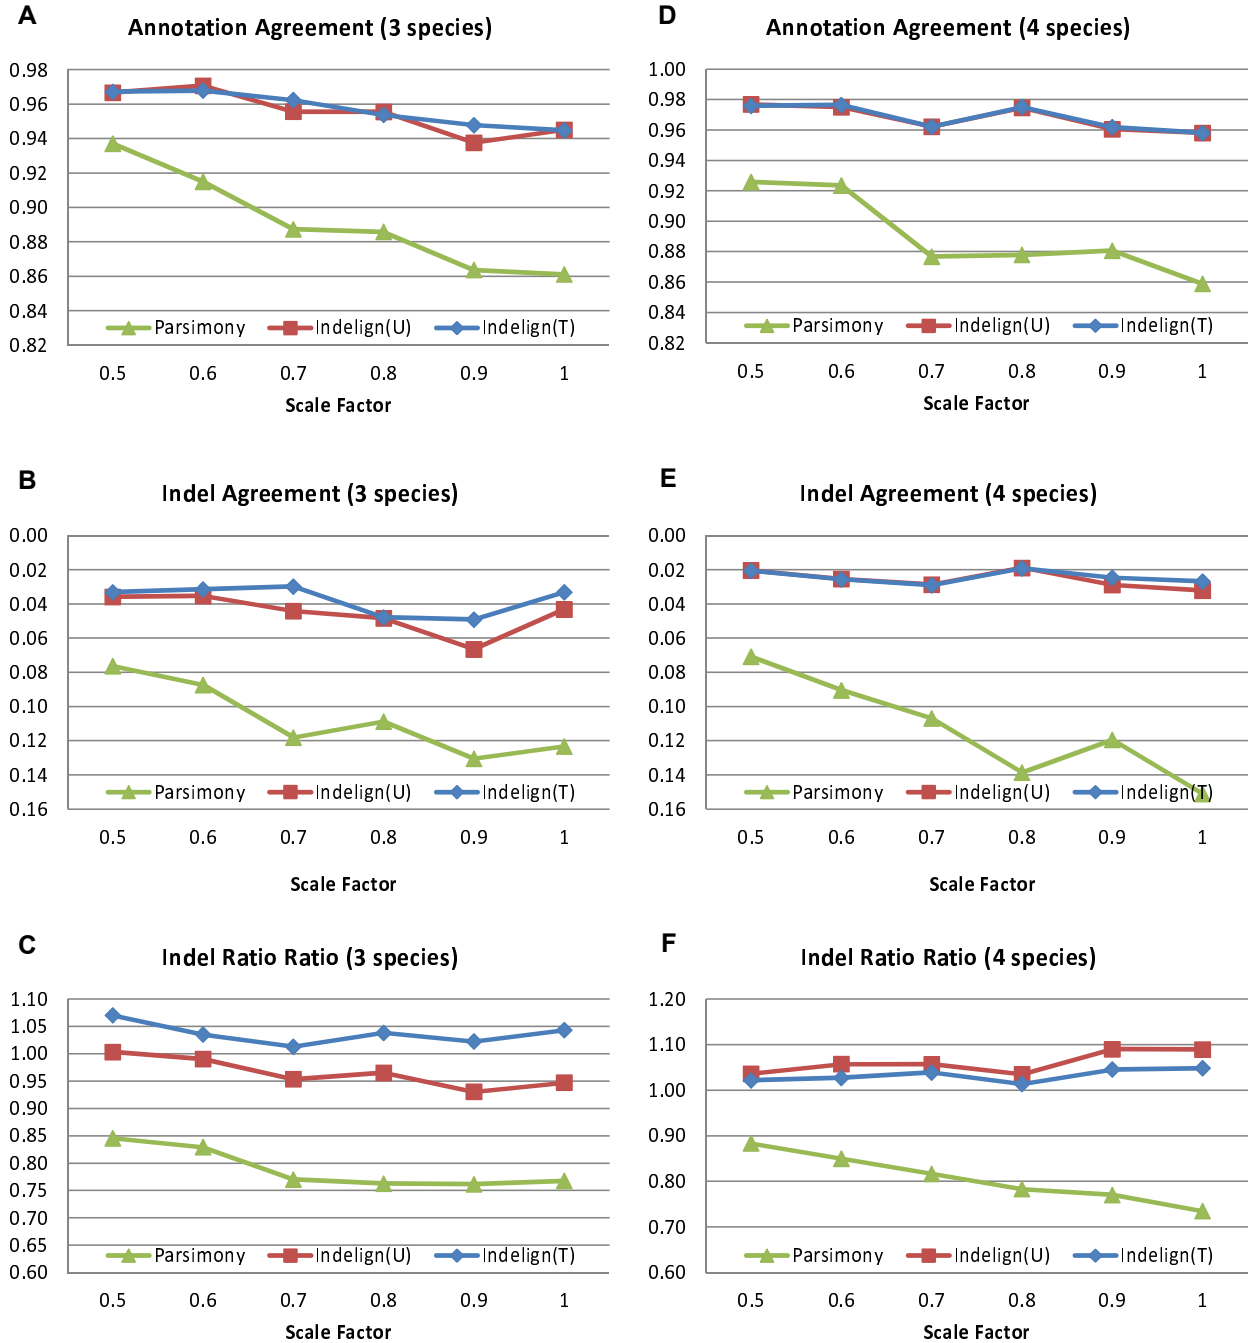 A
Annotation Agreement (3 species)
0.98
0.96
0.94
0.92
0.90
0.88
0.86
0.84
0.82
Parsimony Indelign(U) Indelign(T)
0.5 0.6 0.7 0.8 0.9 1
Scale Factor
D
Annotation Agreement (4 species)
1.00
0.98
0.96
0.94
0.92
0.90
0.88
0.86
0.84
0.82
Parsimony Indelign(U) Indelign(T)
0.5 0.6 0.7 0.8 0.9 1
Scale Factor
B
Indel Agreement (3 species)
0.00
0.02
0.04
0.06
0.08
0.10
0.12
0.14
0.16
Parsimony Indelign(U) Indelign(T)
0.5 0.6 0.7 0.8 0.9 1
Scale Factor
E
Indel Agreement (4 species)
0.00
0.02
0.04
0.06
0.08
0.10
0.12
0.14
0.16
Parsimony Indelign(U) Indelign(T)
0.5 0.6 0.7 0.8 0.9 1
Scale Factor
C
Indel Ratio Ratio (3 species)
1.10
1.05
1.00
0.95
0.90
0.85
0.80
0.75
0.70
0.65
0.60
Parsimony Indelign(U) Indelign(T)
0.5 0.6 0.7 0.8 0.9 1
Scale Factor
F
Indel Ratio Ratio (4 species)
1.20
1.10
1.00
0.90
0.80
0.70
0.60
Parsimony Indelign(U) Indelign(T)
0.5 0.6 0.7 0.8 0.9 1
Scale Factor